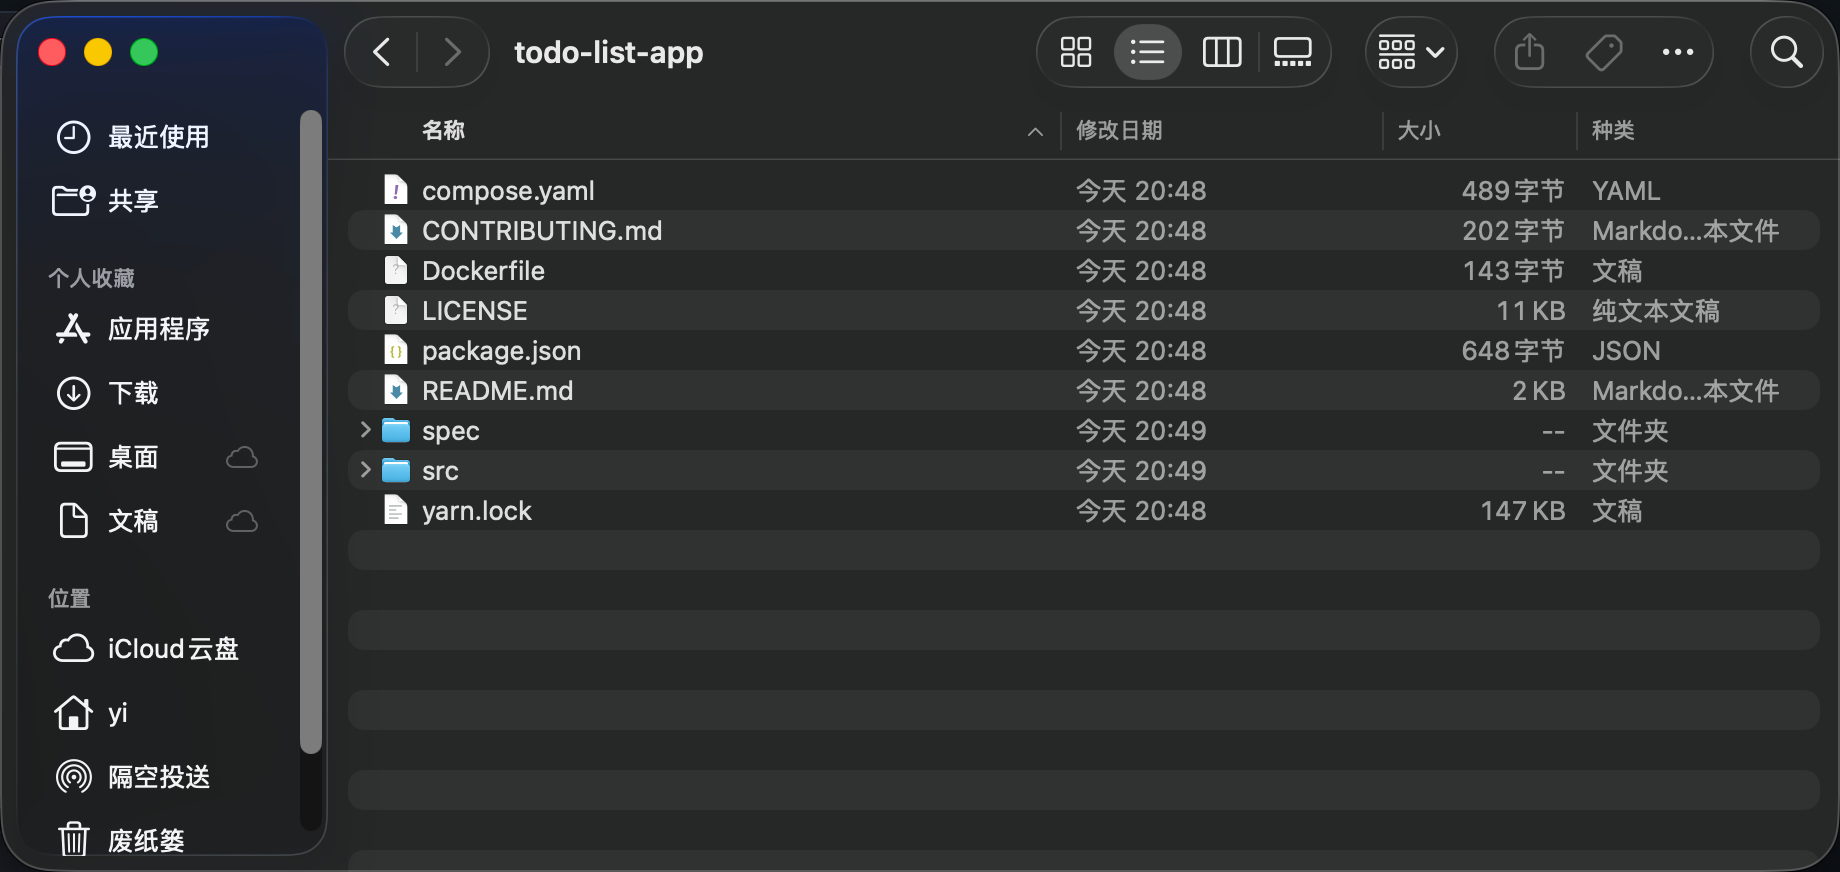 todo-list-app
最近使用
共享
个人收藏
应用程序
下载
桌面
文稿
位置
iCloud云盘
yi
隔空投送
废纸篓
名称 修改日期 大小 种类
compose.yaml 今天 20:48 489字节 YAML
CONTRIBUTING.md 今天 20:48 202字节 Markdo...本文件
Dockerfile 今天 20:48 143字节 文稿
LICENSE 今天 20:48 11 KB 纯文本文稿
package.json 今天 20:48 648字节 JSON
README.md 今天 20:48 2 KB Markdo...本文件
spec 今天 20:49 -- 文件夹
src 今天 20:49 -- 文件夹
yarn.lock 今天 20:48 147 KB 文稿